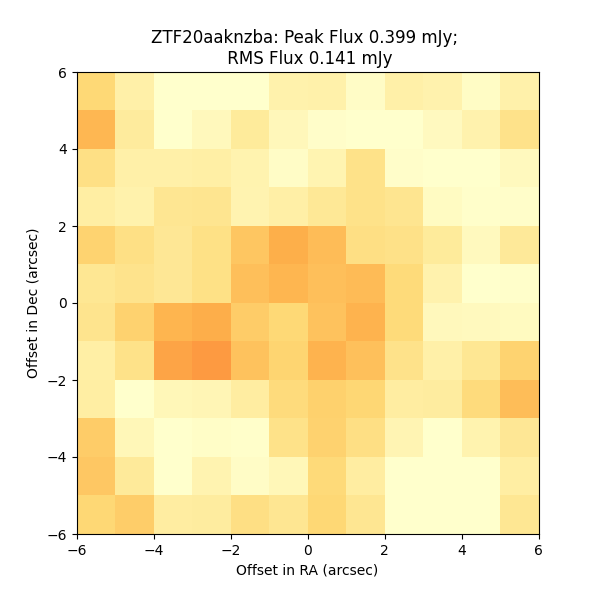 ZTF20aaknzba: Peak Flux 0.399 mJy;
RMS Flux 0.141 mJy
6
4
2
0
−2
−4
−6
Offset in Dec (arcsec)
−6 −4 −2 0 2 4 6
Offset in RA (arcsec)